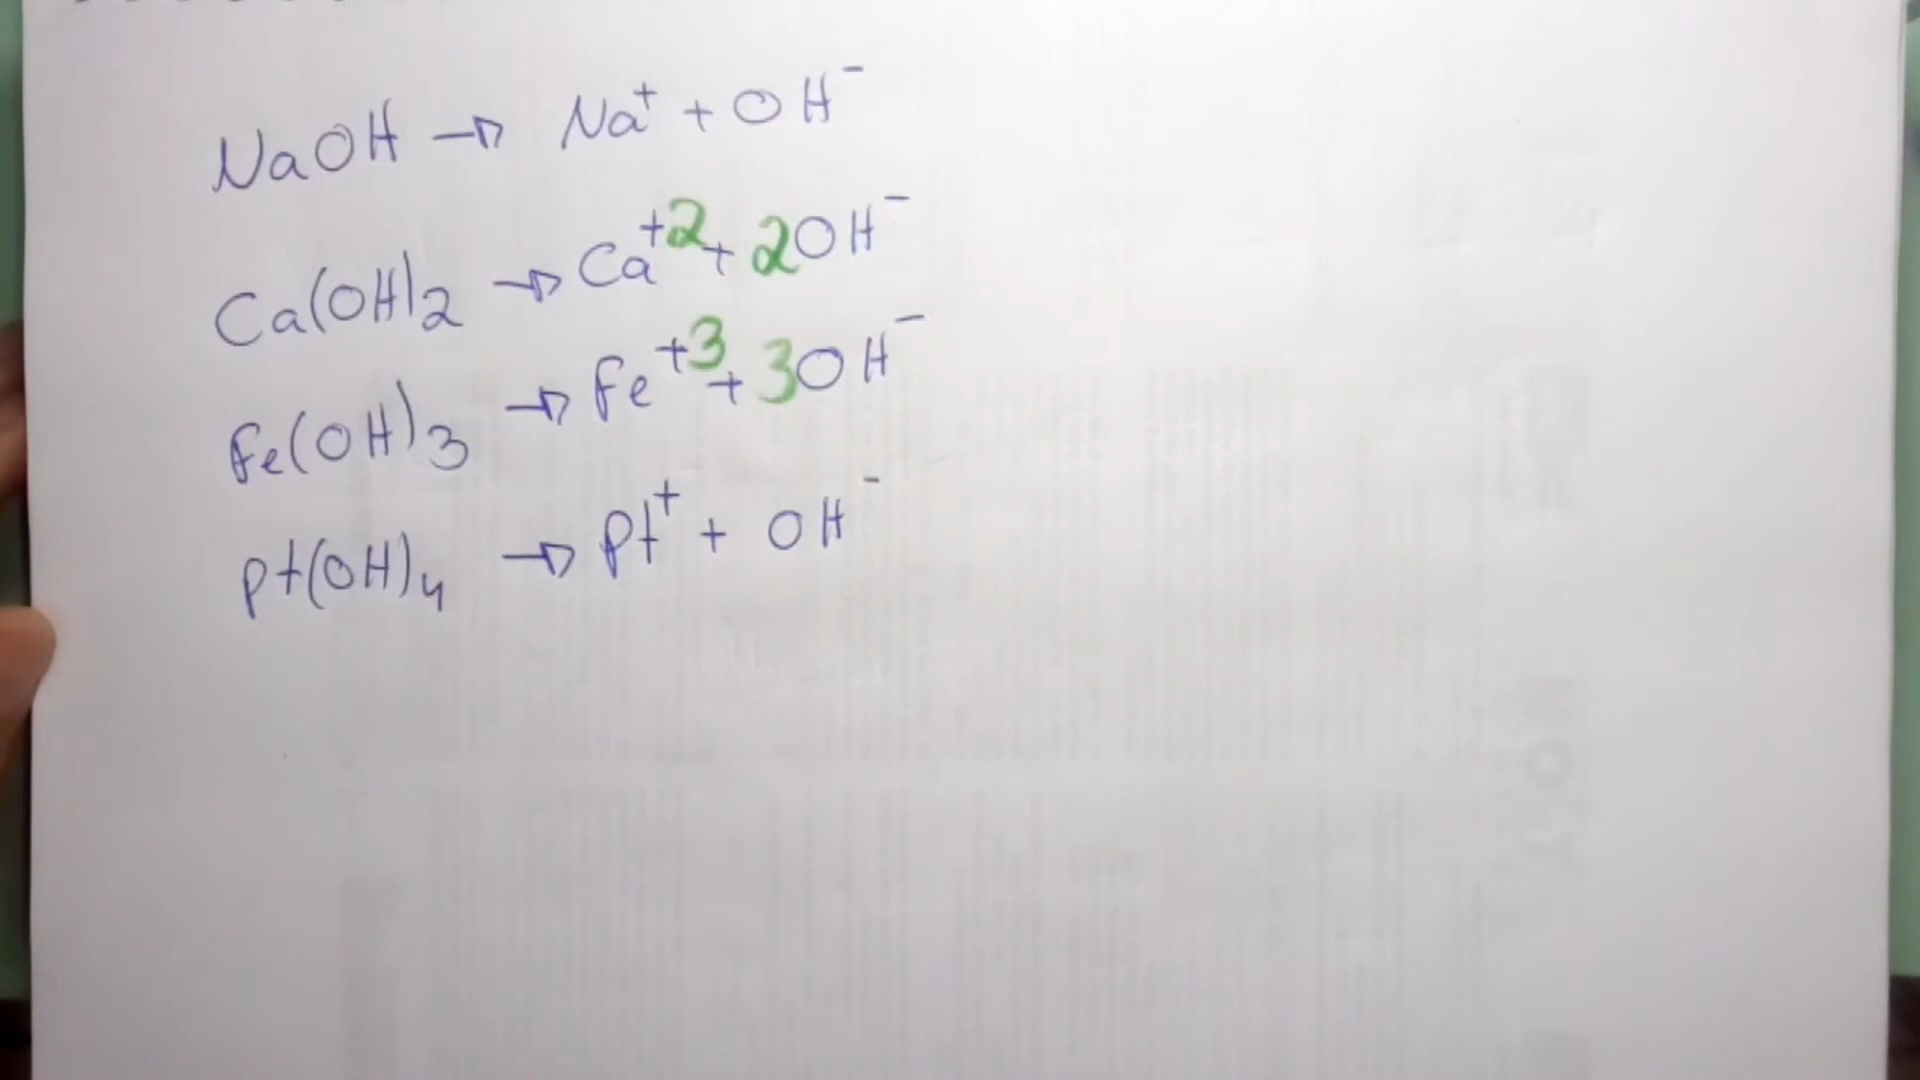 NaOH → Na⁺ + OH⁻
Ca(OH)₂ → Ca⁺² + 2OH⁻
Fe(OH)₃ → Fe⁺³ + 3OH⁻
Pt(OH)₄ → Pt⁺ + OH⁻